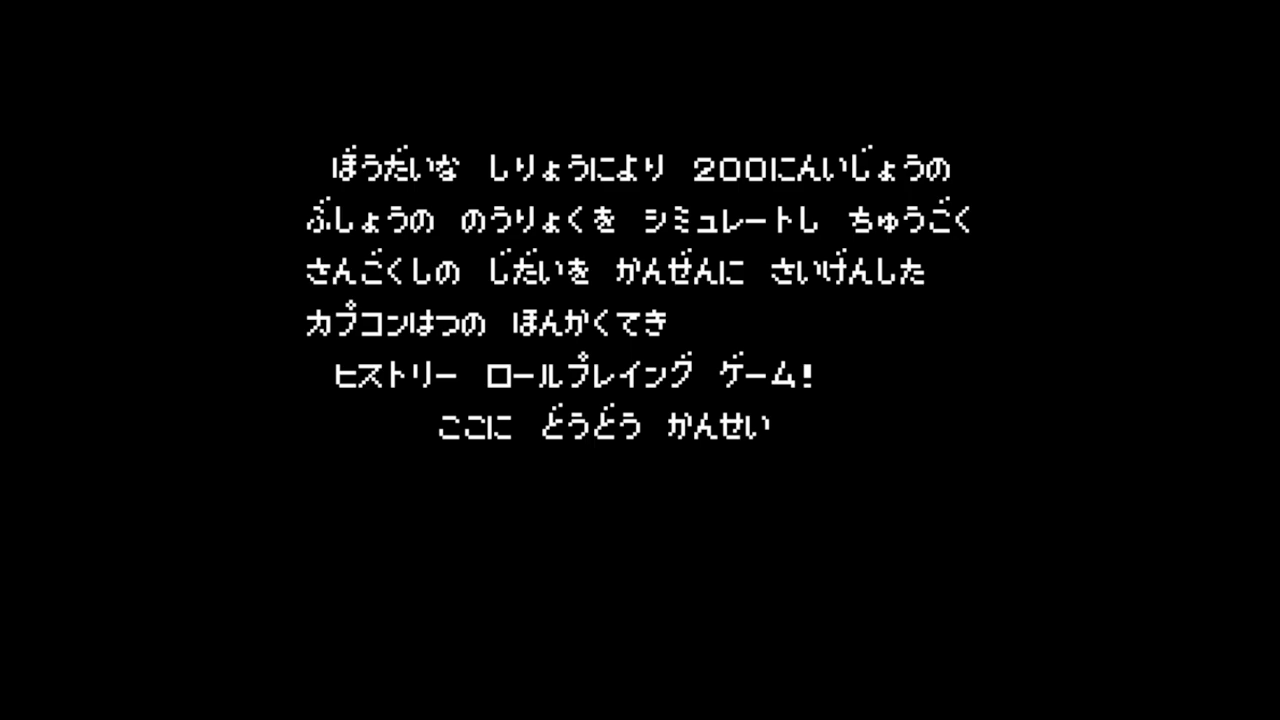 ぼうだいな しりょうにより 200にんいじょうの
ぶしょうの のうりょくを シミュレートし ちゅうごく
さんごくしの じだいを かんぜんに さいげんした
カプコンはつの ほんかくてき
ヒストリー ロールプレイング ゲーム!
ここに どうどう かんせい